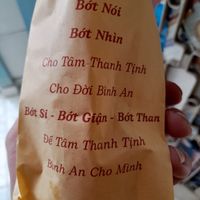 Bớt Nói
Bớt Nhìn
Cho Tâm Thanh Tịnh
Cho Đời Bình An
Bớt Si - Bớt Giận - Bớt Than
Để Tâm Thanh Tịnh
Bình An Cho Mình